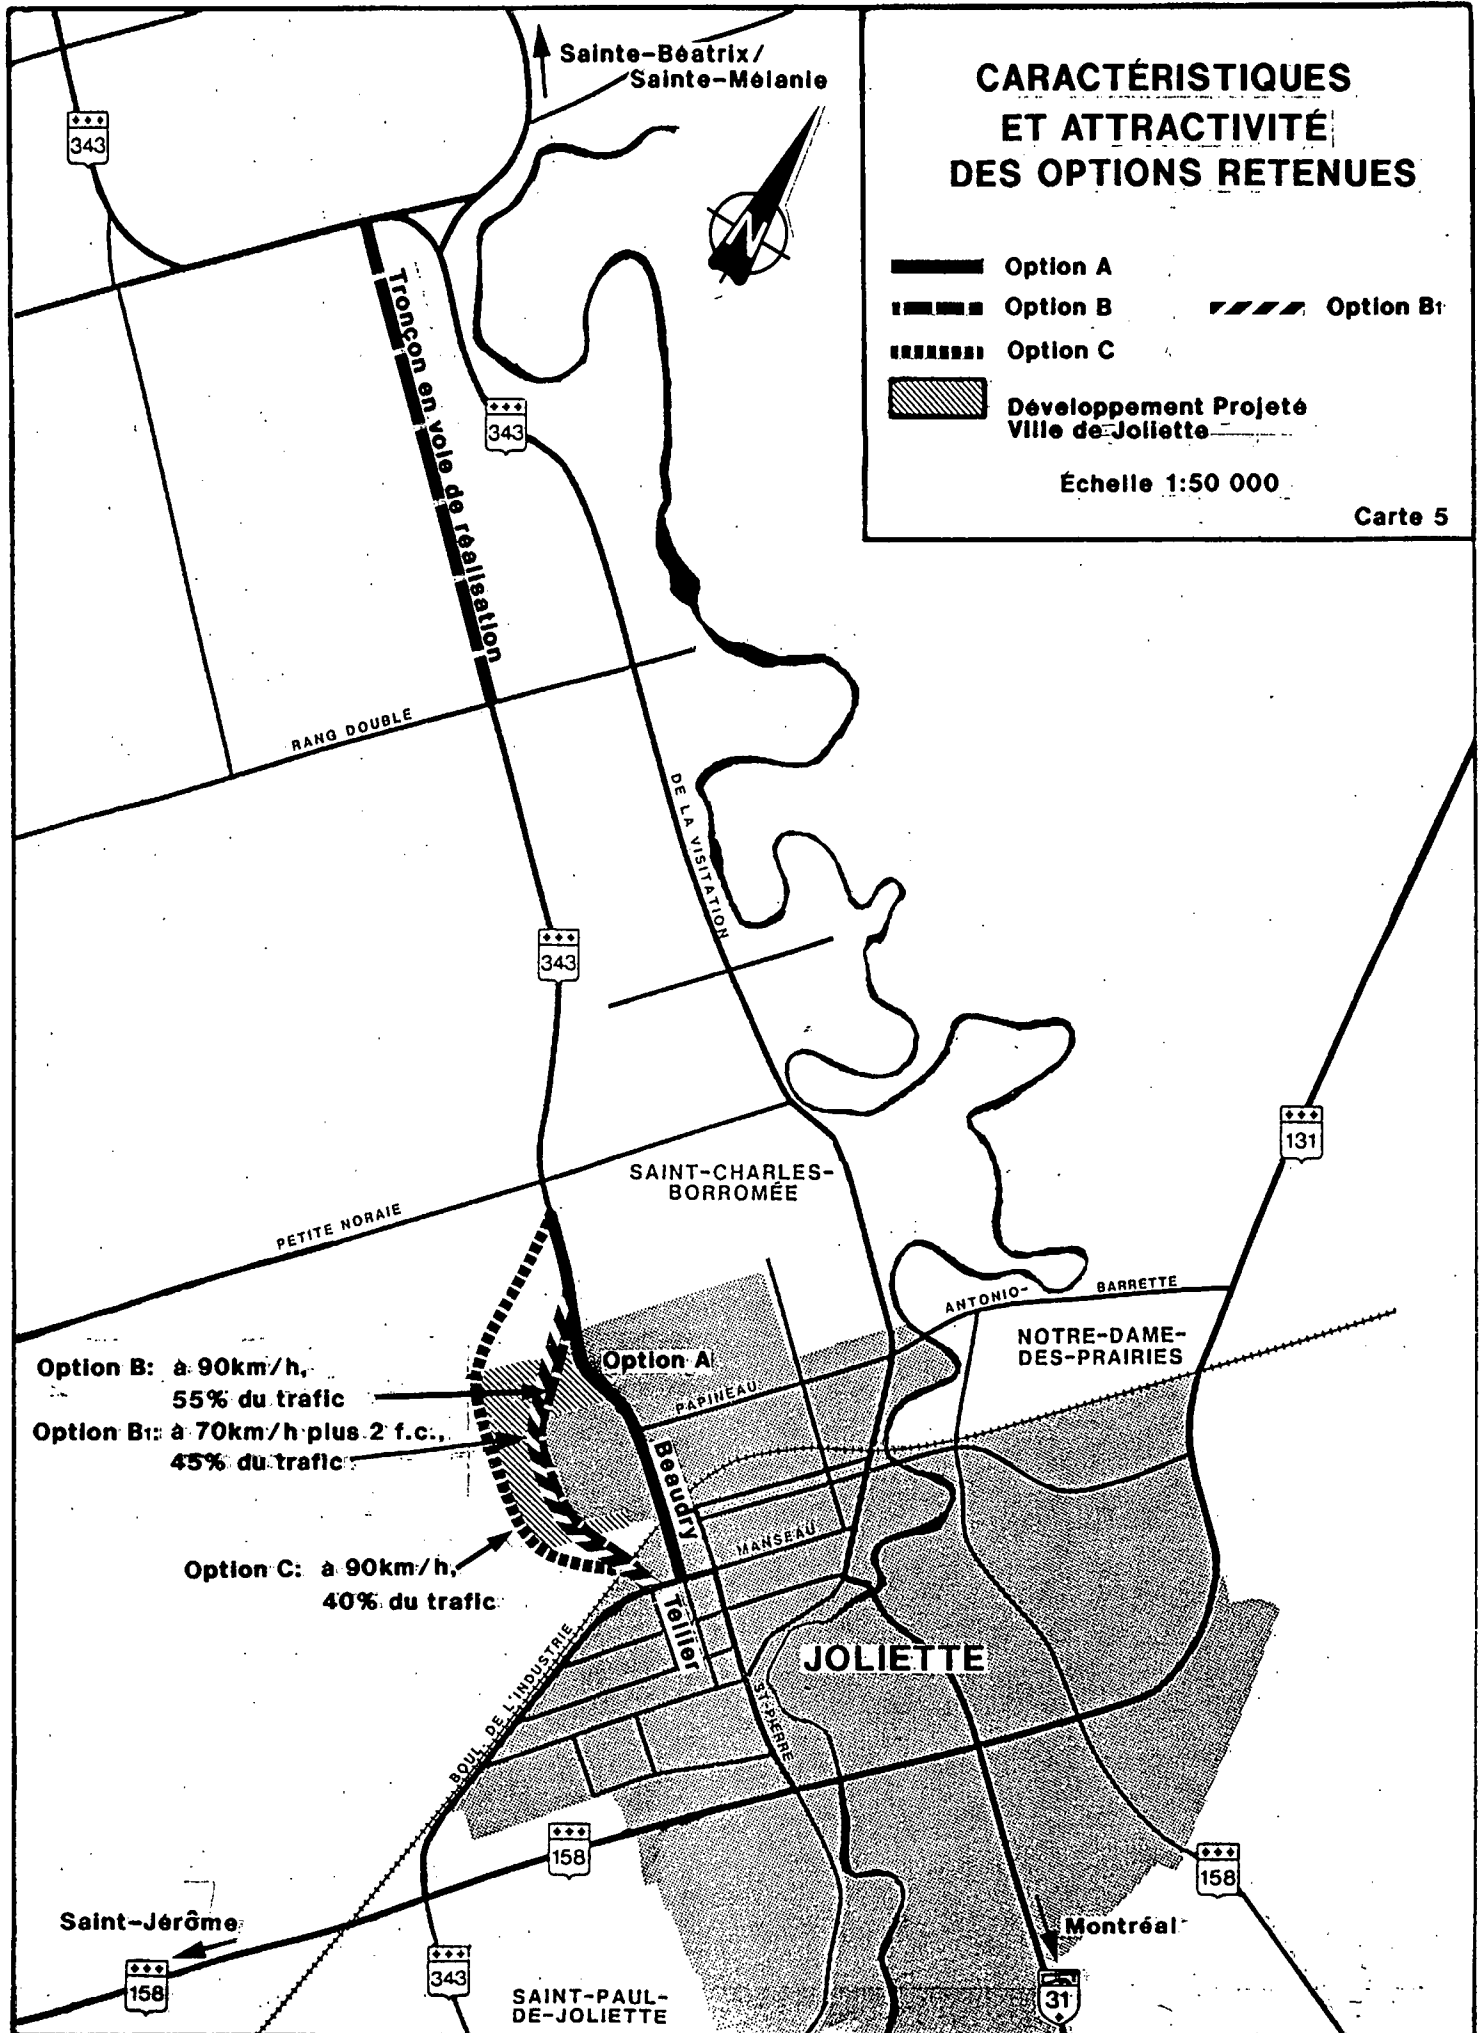 Sainte-Béatrix/
Sainte-Mélanie
CARACTÉRISTIQUES
ET ATTRACTIVITÉ
DES OPTIONS RETENUES
Option A
Option B
Option B1
Option C
Développement Projeté
Ville de Joliette
Échelle 1:50 000
Carte 5
343
Tronçon en voie de réalisation
343
RANG DOUBLE
DE LA VISITATION
343
131
SAINT-CHARLES-
BORROMÉE
PETITE NORAIE
ANTONIO-BARRETTE
NOTRE-DAME-
DES-PRAIRIES
Option B: à 90km/h,
55% du trafic
Option A
PAPINEAU
Option B1: à 70km/h plus 2 f.c.,
45% du trafic
Beaudry
MANSEAU
Option C: à 90km/h,
40% du trafic
Tellier
JOLIETTE
BOUL. DE L'INDUSTRIE
ST-PIERRE
158
158
Saint-Jérôme
Montréal
158
343
31
SAINT-PAUL-
DE-JOLIETTE
N